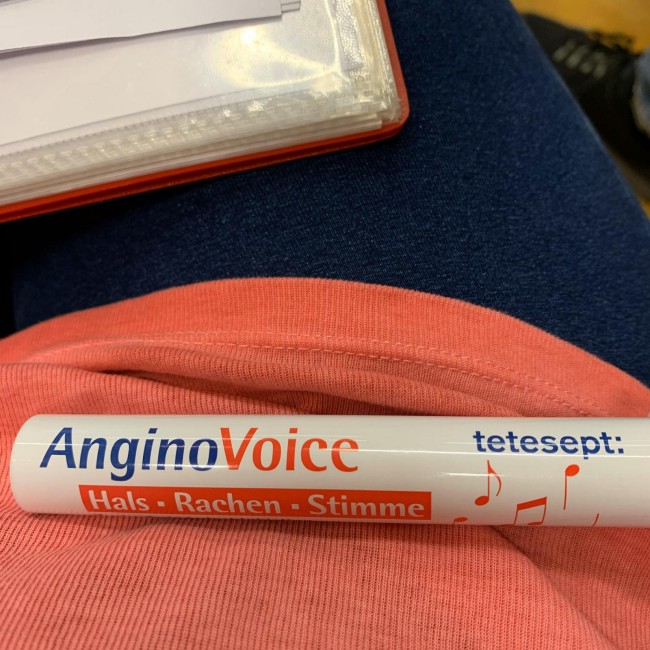 AnginoVoice
tetesept:
Hals · Rachen · Stimme